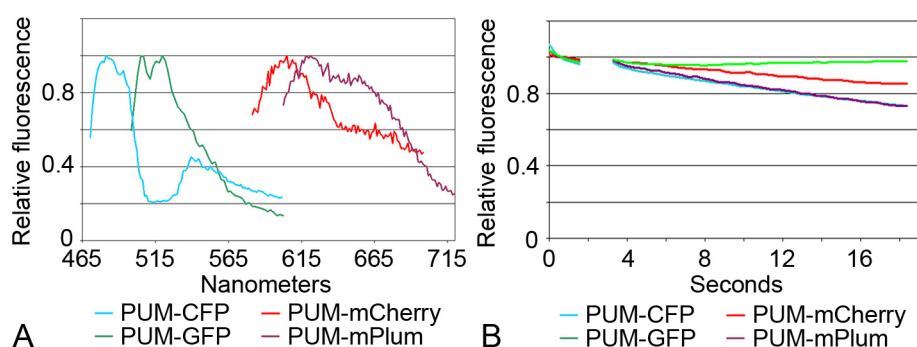 Relative fluorescence
0.8
0.4
0
465 515 565 615 665 715
Nanometers
PUM-CFP PUM-mCherry
PUM-GFP PUM-mPlum
A
B
Relative fluorescence
0.8
0.4
0
4 8 12 16
Seconds
PUM-CFP PUM-mCherry
PUM-GFP PUM-mPlum